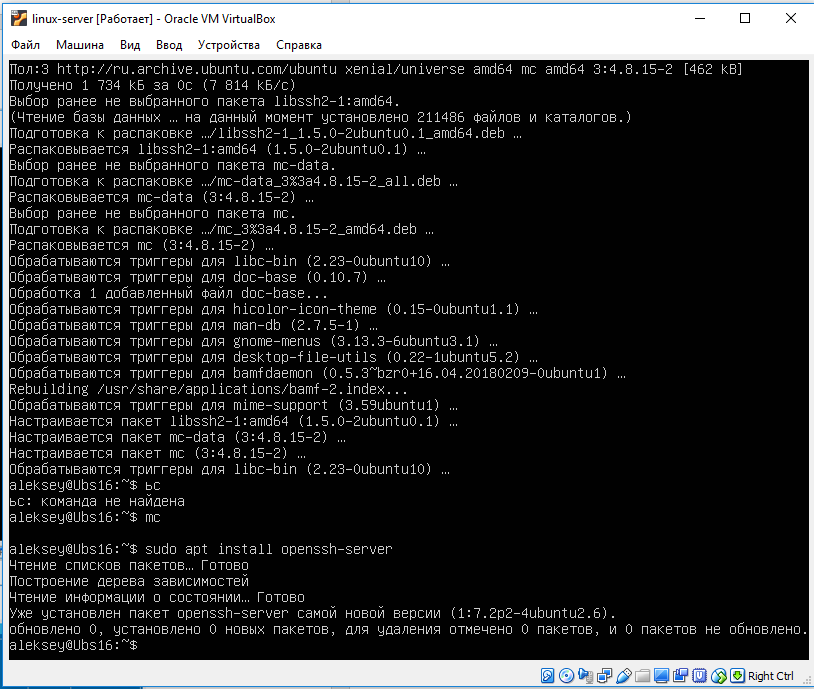 linux-server [Работает] - Oracle VM VirtualBox
Файл Машина Вид Ввод Устройства Справка
Пол:3 http://ru.archive.ubuntu.com/ubuntu xenial/universe amd64 mc amd64 3:4.8.15-2 [462 kB]
Получено 1 734 kБ за 0с (7 814 kБ/c)
Выбор ранее не выбранного пакета libssh2-1:amd64.
(Чтение базы данных … на данный момент установлено 211486 файлов и каталогов.)
Подготовка к распаковке …/libssh2-1_1.5.0-2ubuntu0.1_amd64.deb …
Распаковывается libssh2-1:amd64 (1.5.0-2ubuntu0.1) …
Выбор ранее не выбранного пакета mc-data.
Подготовка к распаковке …/mc-data_3%3a4.8.15-2_all.deb …
Распаковывается mc-data (3:4.8.15-2) …
Выбор ранее не выбранного пакета mc.
Подготовка к распаковке …/mc_3%3a4.8.15-2_amd64.deb …
Распаковывается mc (3:4.8.15-2) …
Обрабатываются триггеры для libc-bin (2.23-0ubuntu10) …
Обрабатываются триггеры для doc-base (0.10.7) …
Обработка 1 добавленный файл doc-base...
Обрабатываются триггеры для hicolor-icon-theme (0.15-0ubuntu1.1) …
Обрабатываются триггеры для man-db (2.7.5-1) …
Обрабатываются триггеры для gnome-menus (3.13.3-6ubuntu3.1) …
Обрабатываются триггеры для desktop-file-utils (0.22-1ubuntu5.2) …
Обрабатываются триггеры для bamfdaemon (0.5.3~bzr0+16.04.20180209-0ubuntu1) …
Rebuilding /usr/share/applications/bamf-2.index...
Обрабатываются триггеры для mime-support (3.59ubuntu1) …
Настраивается пакет libssh2-1:amd64 (1.5.0-2ubuntu0.1) …
Настраивается пакет mc-data (3:4.8.15-2) …
Настраивается пакет mc (3:4.8.15-2) …
Обрабатываются триггеры для libc-bin (2.23-0ubuntu10) …
aleksey@Ubs16:~$ ьс
ьс: команда не найдена
aleksey@Ubs16:~$ mc
aleksey@Ubs16:~$ sudo apt install openssh-server
Чтение списков пакетов… Готово
Построение дерева зависимостей
Чтение информации о состоянии… Готово
Уже установлен пакет openssh-server самой новой версии (1:7.2p2-4ubuntu2.6).
обновлено 0, установлено 0 новых пакетов, для удаления отмечено 0 пакетов, и 0 пакетов не обновлено.
aleksey@Ubs16:~$
Right Ctrl